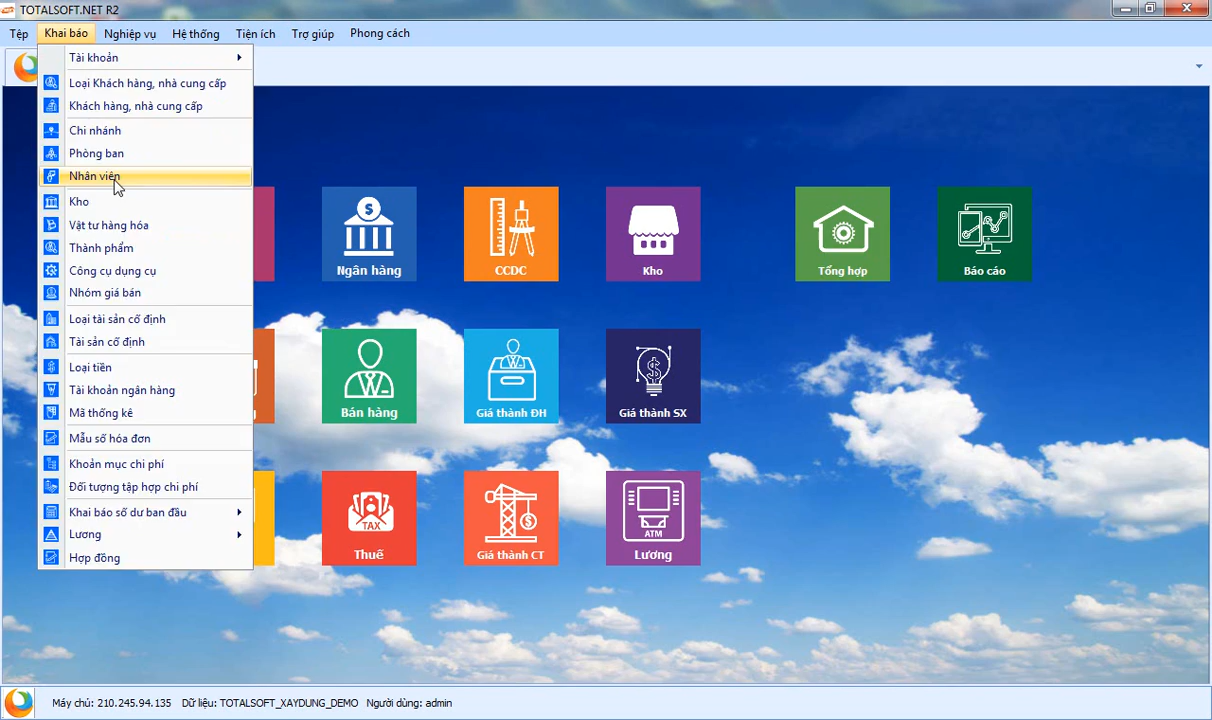 TOTALSOFT.NET R2
Tệp Khai báo Nghiệp vụ Hệ thống Tiện ích Trợ giúp Phong cách
Tài khoản
Loại Khách hàng, nhà cung cấp
Khách hàng, nhà cung cấp
Chi nhánh
Phòng ban
Nhân viên
Kho
Vật tư hàng hóa
Thành phẩm
Công cụ dụng cụ
Nhóm giá bán
Loại tài sản cố định
Tài sản cố định
Loại tiền
Tài khoản ngân hàng
Mã thống kê
Mẫu số hóa đơn
Khoản mục chi phí
Đối tượng tập hợp chi phí
Khai báo số dư ban đầu
Lương
Hợp đồng
Ngân hàng
CCDC
Kho
Tổng hợp
Báo cáo
Bán hàng
Giá thành ĐH
Giá thành SX
TAX
Thuế
Giá thành CT
ATM
Lương
Máy chủ: 210.245.94.135 Dữ liệu: TOTALSOFT_XAYDUNG_DEMO Người dùng: admin